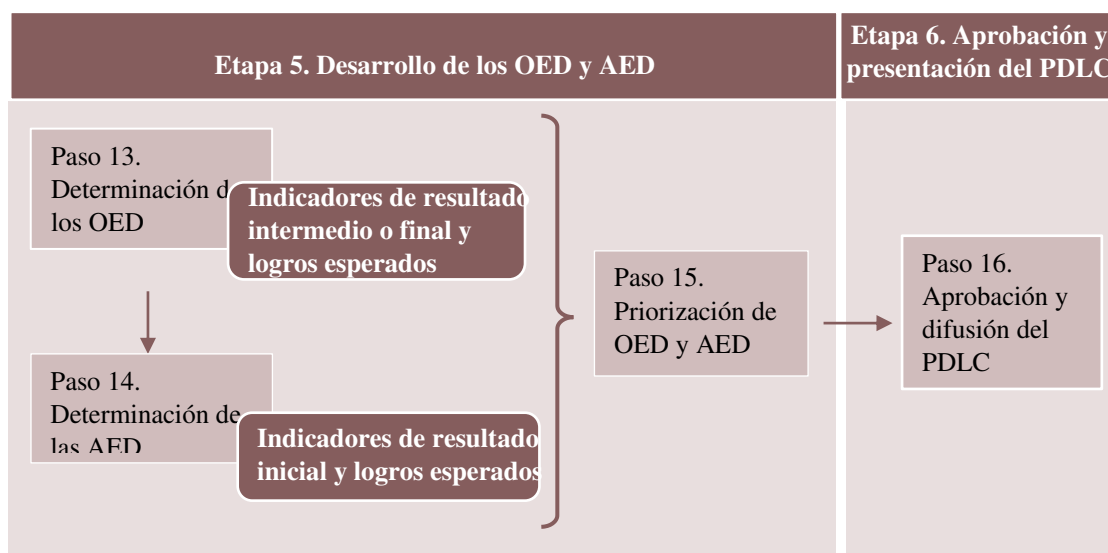 Etapa 5. Desarrollo de los OED y AED
Etapa 6. Aprobación y
presentación del PDLC
Paso 13.
Determinación de
los OED
Indicadores de resultado
intermedio o final y
logros esperados
Paso 14.
Determinación de
las AED
Indicadores de resultado
inicial y logros esperados
Paso 15.
Priorización de
OED y AED
Paso 16.
Aprobación y
difusión del
PDLC